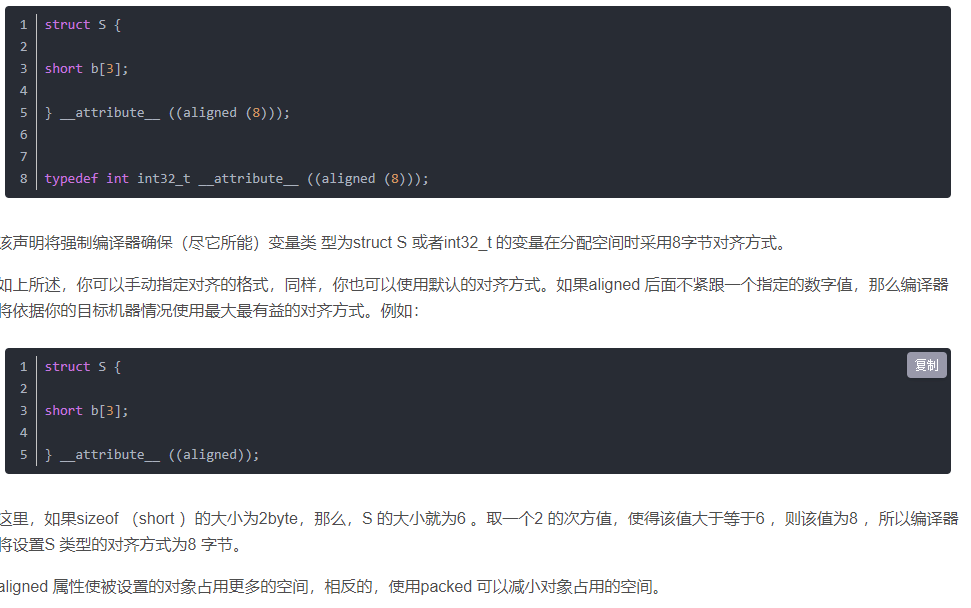 1 struct S {
2
3 short b[3];
4
5 } __attribute__ ((aligned (8)));
6
7
8 typedef int int32_t __attribute__ ((aligned (8)));
该声明将强制编译器确保（尽它所能）变量类 型为struct S 或者int32_t 的变量在分配空间时采用8字节对齐方式。
如上所述，你可以手动指定对齐的格式，同样，你也可以使用默认的对齐方式。如果aligned 后面不紧跟一个指定的数字值，那么编译器
将依据你的目标机器情况使用最大最有益的对齐方式。例如：
复制
1 struct S {
2
3 short b[3];
4
5 } __attribute__ ((aligned));
这里，如果sizeof （short ）的大小为2byte，那么，S 的大小就为6 。取一个2 的次方值，使得该值大于等于6 ，则该值为8 ，所以编译器
将设置S 类型的对齐方式为8 字节。
aligned 属性使被设置的对象占用更多的空间，相反的，使用packed 可以减小对象占用的空间。